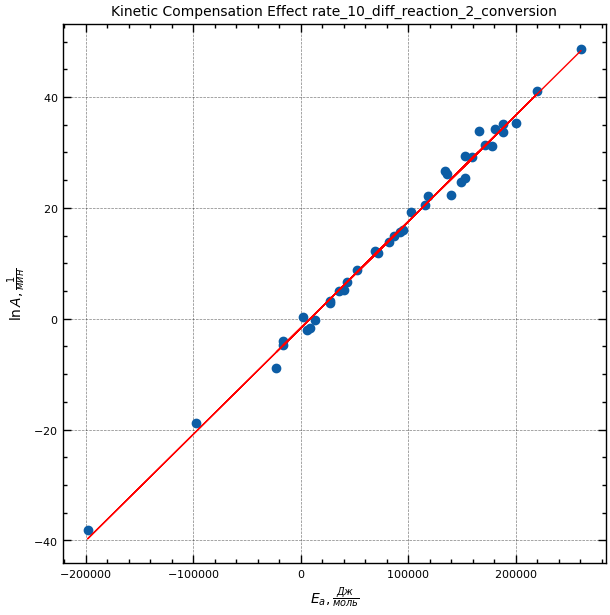 Kinetic Compensation Effect rate_10_diff_reaction_2_conversion
40
20
0
−20
−40
ln A, 1/мин
−200000 −100000 0 100000 200000
Eₐ, Дж/моль